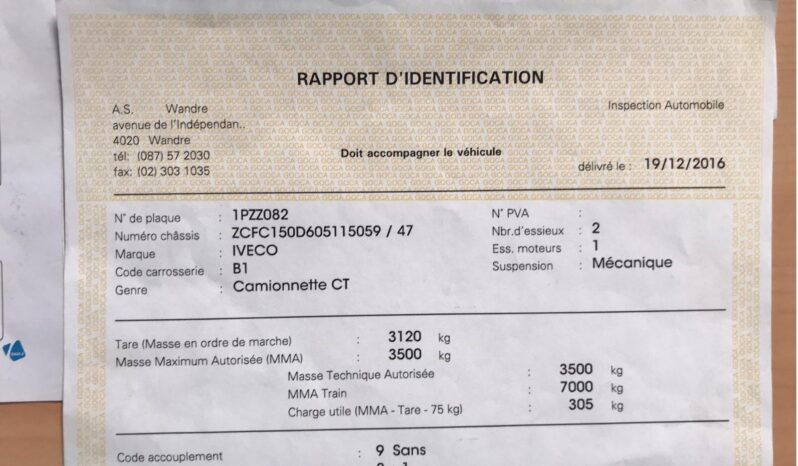 RAPPORT D'IDENTIFICATION
A.S. Wandre
Inspection Automobile
avenue de l'Indépendan..
4020 Wandre
Doit accompagner le véhicule
tél: (087) 57 2030
délivré le : 19/12/2016
fax: (02) 303 1035
N° de plaque : 1PZZ082
N° PVA :
Numéro châssis : ZCFC150D605115059 / 47
Nbr.d'essieux : 2
Marque : IVECO
Ess. moteurs : 1
Code carrosserie : B1
Suspension : Mécanique
Genre : Camionnette CT
Tare (Masse en ordre de marche) : 3120 kg
Masse Maximum Autorisée (MMA) : 3500 kg
Masse Technique Autorisée : 3500 kg
MMA Train : 7000 kg
Charge utile (MMA - Tare - 75 kg) : 305 kg
Code accouplement : 9 Sans